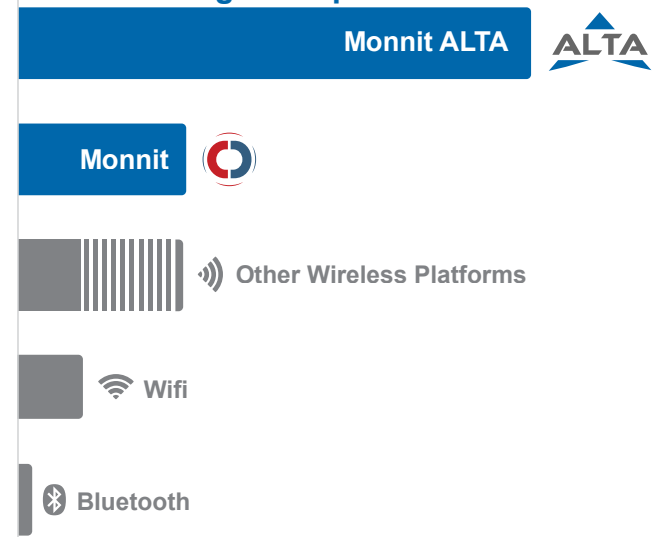 Monnit ALTA
ALTA
Monnit
Other Wireless Platforms
Wifi
Bluetooth